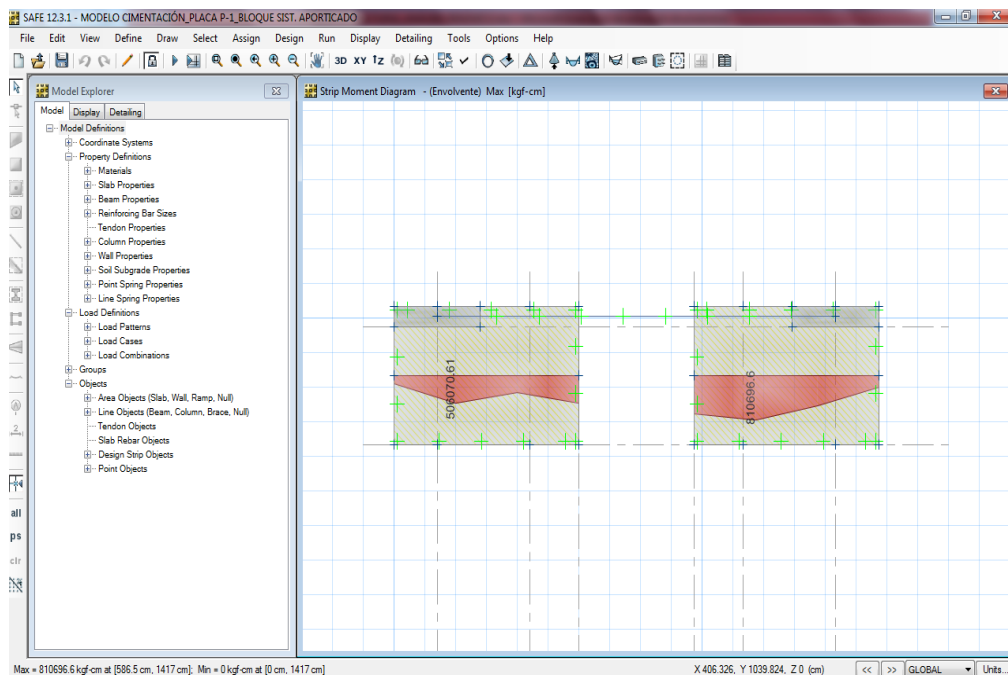 SAFE 12.3.1 - MODELO CIMENTACIÓN_PLACA P-1_BLOQUE SIST. APORTICADO
File Edit View Define Draw Select Assign Design Run Display Detailing Tools Options Help
3D XY ↑Z
Model Explorer
Model Display Detailing
Model Definitions
Coordinate Systems
Property Definitions
Materials
Slab Properties
Beam Properties
Reinforcing Bar Sizes
Tendon Properties
Column Properties
Wall Properties
Soil Subgrade Properties
Point Spring Properties
Line Spring Properties
Load Definitions
Load Patterns
Load Cases
Load Combinations
Groups
Objects
Area Objects (Slab, Wall, Ramp, Null)
Line Objects (Beam, Column, Brace, Null)
Tendon Objects
Slab Rebar Objects
Design Strip Objects
Point Objects
all
ps
clr
Strip Moment Diagram - (Envolvente) Max [kgf-cm]
506070.61
810696.6
Max = 810696.6 kgf-cm at [586.5 cm, 1417 cm]; Min = 0 kgf-cm at [0 cm, 1417 cm]
X 406.326, Y 1039.824, Z 0 (cm)
<< >> GLOBAL Units...